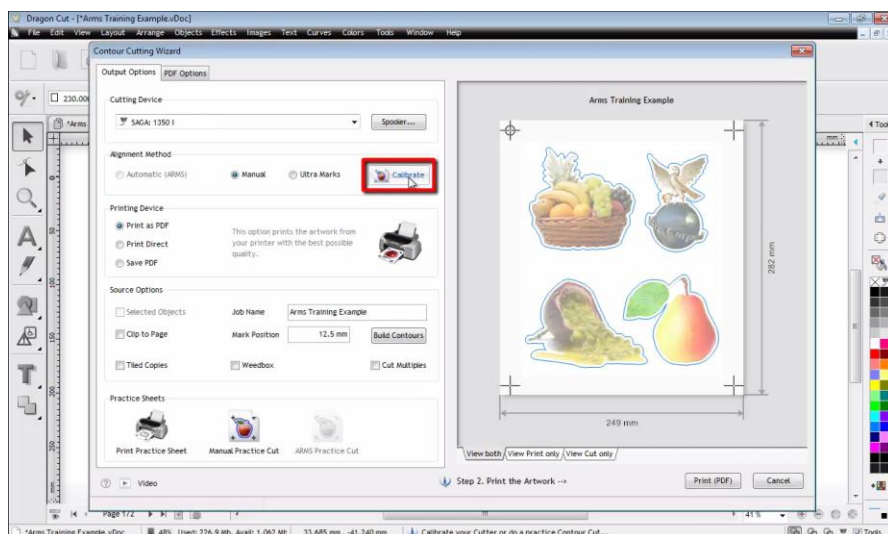 Dragon Cut - [*Arms Training Example.vDoc]
File Edit View Layout Arrange Objects Effects Images Text Curves Colors Tools Window Help
Contour Cutting Wizard
Output Options PDF Options
Cutting Device
SAGA: 1350 I Spooler...
Alignment Method
Automatic (ARMS) Manual Ultra Marks Calibrate
Printing Device
Print as PDF
Print Direct
Save PDF
This option prints the artwork from
your printer with the best possible
quality.
Source Options
Selected Objects Job Name Arms Training Example
Clip to Page Mark Position 12.5 mm Build Contours
Tiled Copies Weedbox Cut Multiples
Practice Sheets
Print Practice Sheet Manual Practice Cut ARMS Practice Cut
Video
Arms Training Example
282 mm
249 mm
View both View Print only View Cut only
Step 2. Print the Artwork -->
Print (PDF) Cancel
230.00
*Arms
mm
Page 1/2
41%
*Arms Training Example.vDoc 48% Used: 226.9 Mb, Avail: 1,062 Mb 33.685 mm, -41.240 mm Calibrate your Cutter or do a practice Contour Cut... Tools